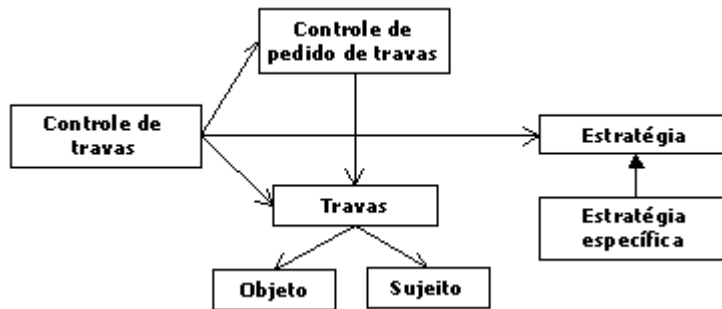 Controle de
pedido de travas
Controle de
travas
Estratégia
Travas
Estratégia
específica
Objeto
Sujeito